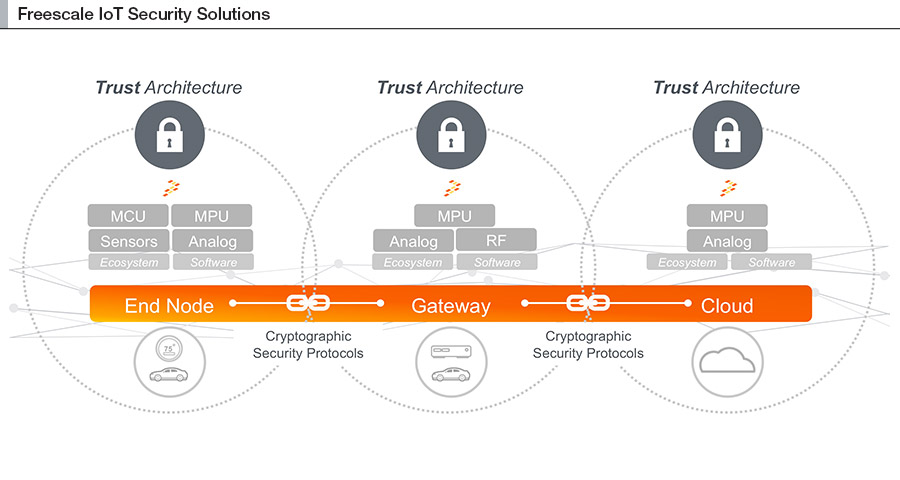 Freescale IoT Security Solutions
Trust Architecture
Trust Architecture
Trust Architecture
MCU MPU
Sensors Analog
Ecosystem Software
MPU
Analog RF
Ecosystem Software
MPU
Analog
Ecosystem Software
End Node Gateway Cloud
Cryptographic
Security Protocols
Cryptographic
Security Protocols
75°